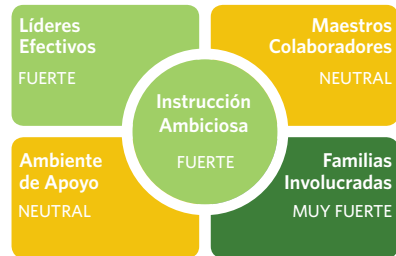 Líderes
Efectivos
FUERTE
Maestros
Colaboradores
NEUTRAL
Instrucción
Ambiciosa
FUERTE
Ambiente
de Apoyo
NEUTRAL
Familias
Involucradas
MUY FUERTE